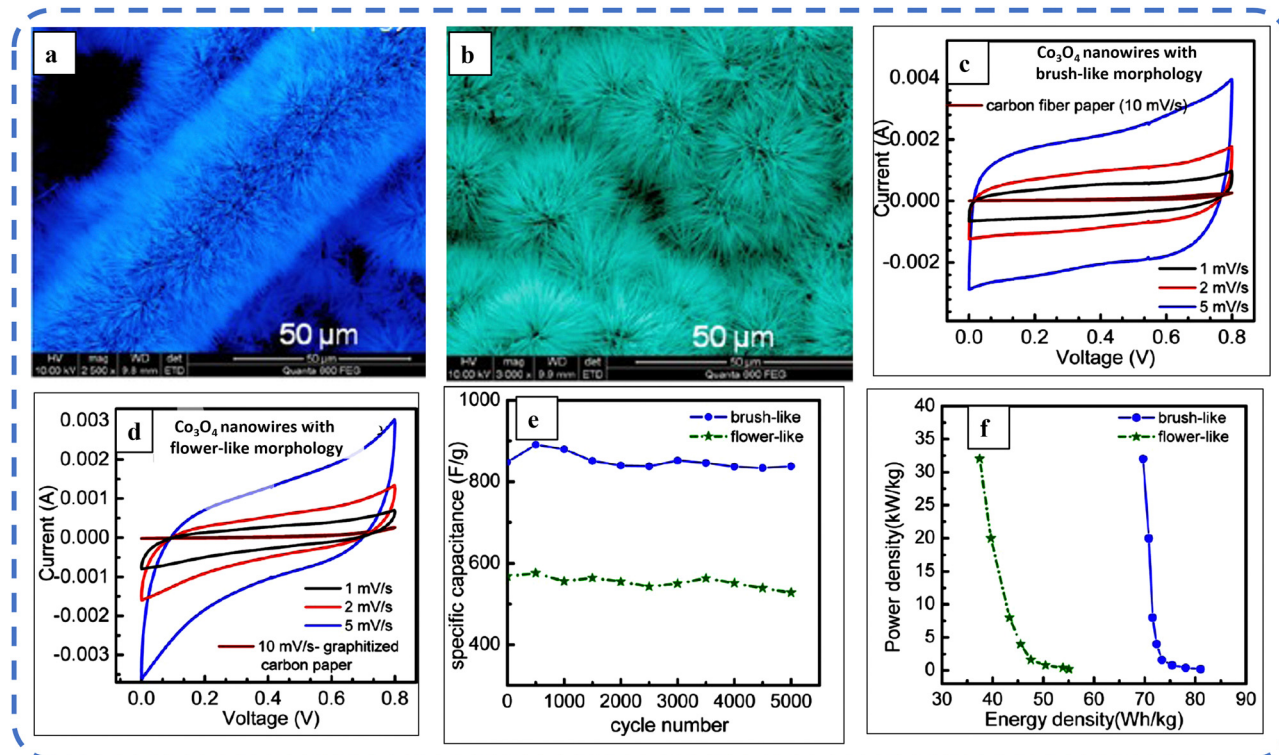 a
50 µm
HV mag WD det
10.00 kV 2 500 x 9.8 mm ETD
50 µm
Quanta 600 FEG
b
50 µm
HV mag WD det
10.00 kV 3 000 x 9.9 mm ETD
50 µm
Quanta 600 FEG
c
Co₃O₄ nanowires with
brush-like morphology
carbon fiber paper (10 mV/s)
0.004
0.002
0.000
-0.002
Current (A)
1 mV/s
2 mV/s
5 mV/s
0.0 0.2 0.4 0.6 0.8
Voltage (V)
d
Co₃O₄ nanowires with
flower-like morphology
0.003
0.002
0.001
0.000
-0.001
-0.002
-0.003
Current (A)
1 mV/s
2 mV/s
5 mV/s
10 mV/s- graphitized
carbon paper
0.0 0.2 0.4 0.6 0.8
Voltage (V)
e
brush-like
flower-like
1000
800
600
400
specific capacitance (F/g)
0 1000 2000 3000 4000 5000
cycle number
f
brush-like
flower-like
40
35
30
25
20
15
10
5
0
Power density(kW/kg)
30 40 50 60 70 80 90
Energy density(Wh/kg)